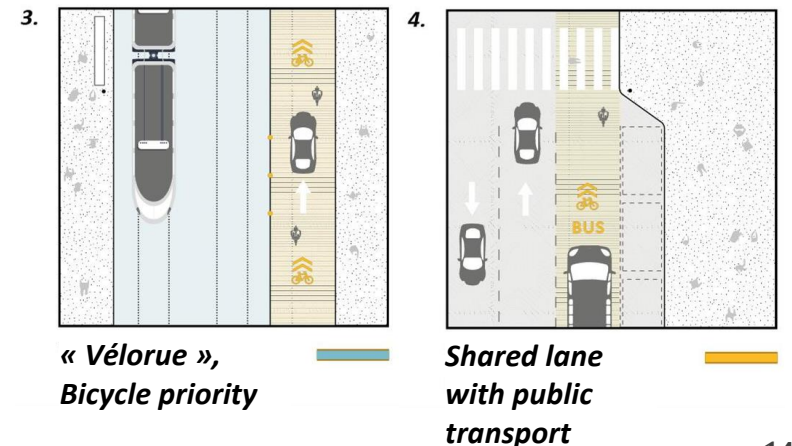 3.
4.
BUS
« Vélorue »,
Bicycle priority
Shared lane
with public
transport